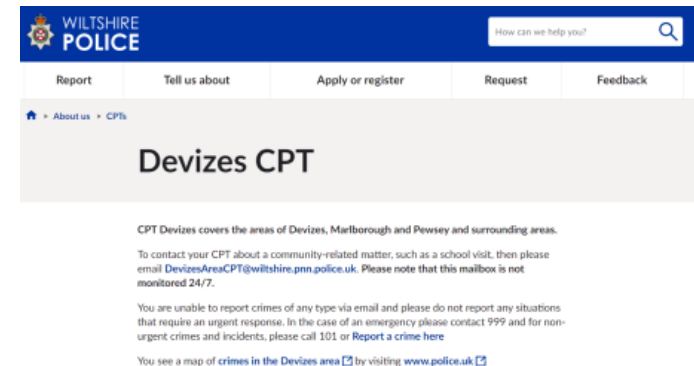 WILTSHIRE
POLICE
How can we help you?
Report Tell us about Apply or register Request Feedback
About us CPTs
Devizes CPT
CPT Devizes covers the areas of Devizes, Marlborough and Pewsey and surrounding areas.
To contact your CPT about a community-related matter, such as a school visit, then please
email DevizesAreaCPT@wiltshire.pnn.police.uk. Please note that this mailbox is not
monitored 24/7.
You are unable to report crimes of any type via email and please do not report any situations
that require an urgent response. In the case of an emergency please contact 999 and for non-
urgent crimes and incidents, please call 101 or Report a crime here
You see a map of crimes in the Devizes area by visiting www.police.uk